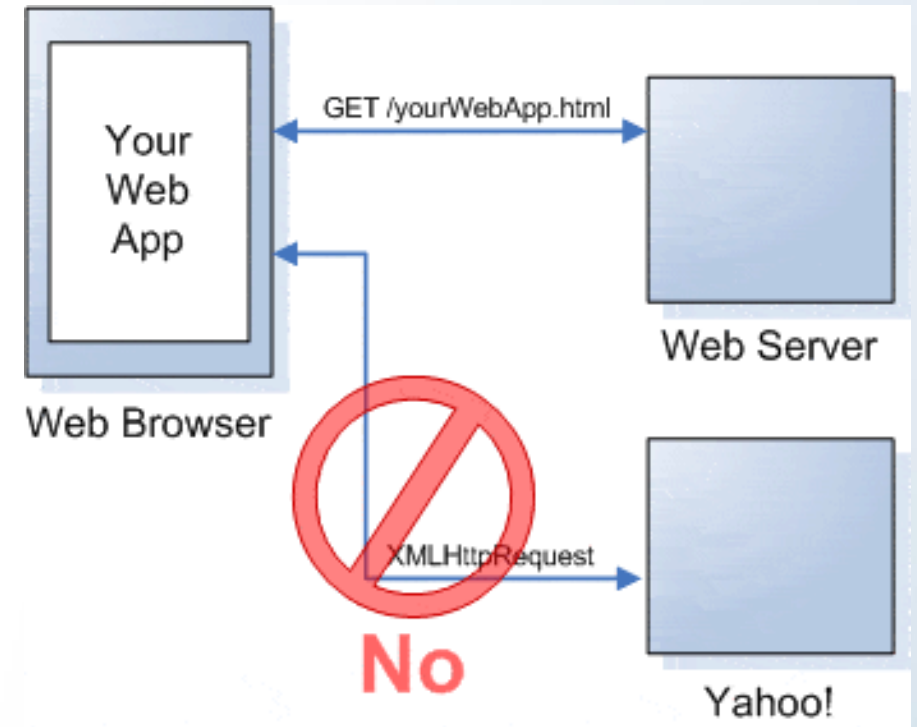 GET /yourWebApp.html
Your
Web
App
Web Server
Web Browser
XMLHttpRequest
No
Yahoo!